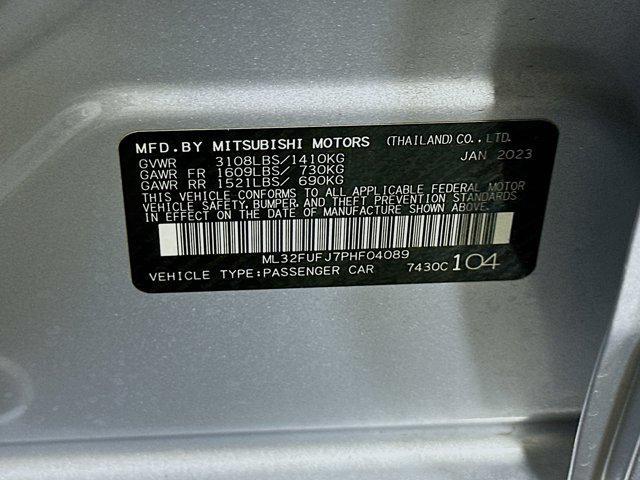 MFD.BY MITSUBISHI MOTORS (THAILAND) CO.,LTD.
GVWR 3108LBS/1410KG JAN 2023
GAWR FR 1609LBS/ 730KG
GAWR RR 1521LBS/ 690KG
THIS VEHICLE CONFORMS TO ALL APPLICABLE FEDERAL MOTOR
VEHICLE SAFETY, BUMPER, AND THEFT PREVENTION STANDARDS
IN EFFECT ON THE DATE OF MANUFACTURE SHOWN ABOVE.
ML32FUFJ7PHF04089
VEHICLE TYPE:PASSENGER CAR 7430C 104